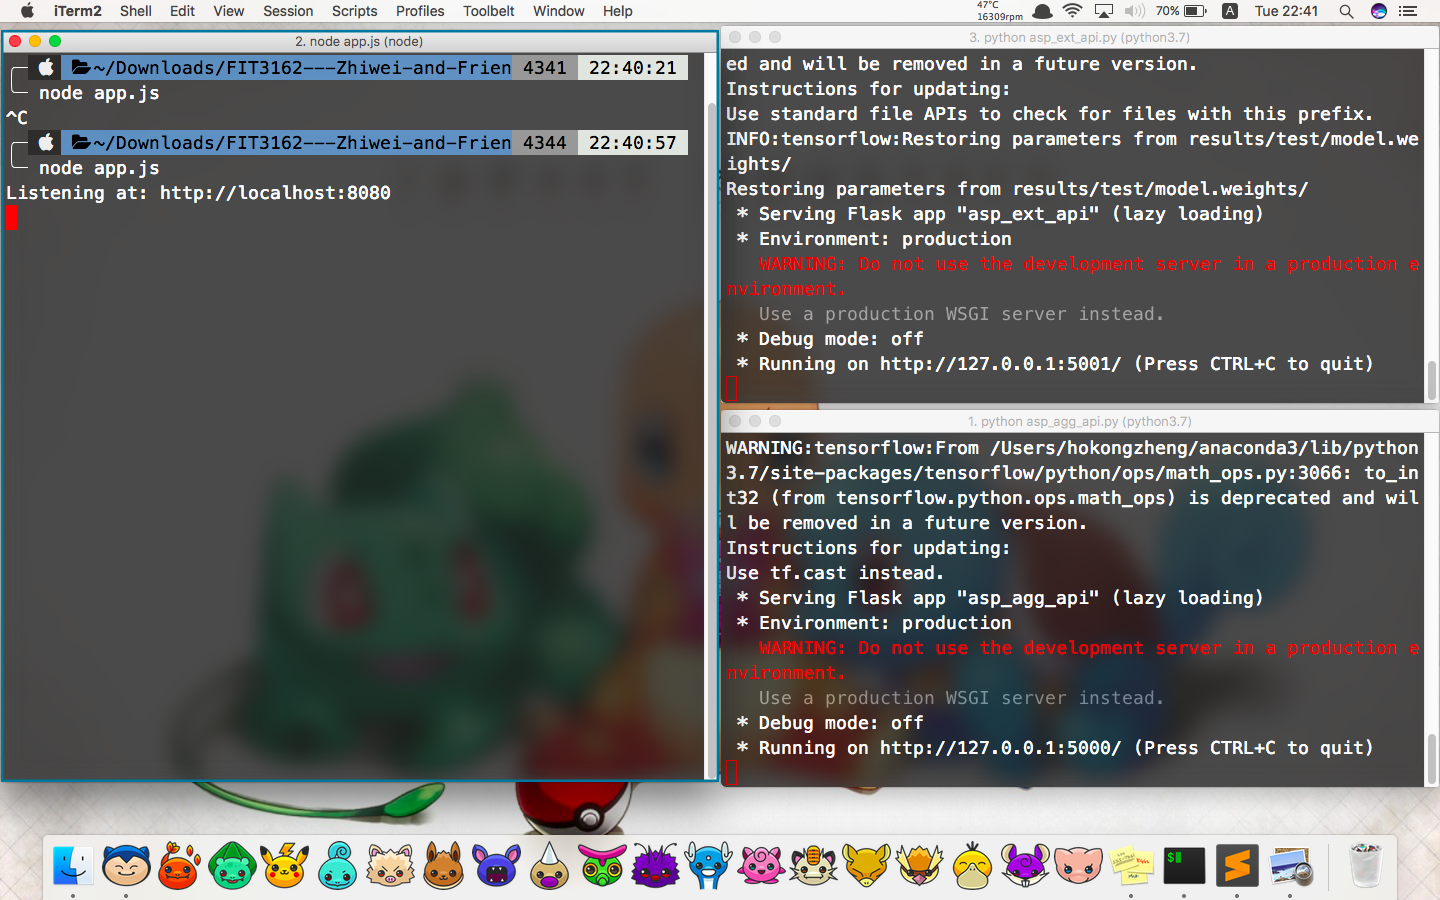 iTerm2 Shell Edit View Session Scripts Profiles Toolbelt Window Help
47°C
16309rpm
70% A Tue 22:41
2. node app.js (node)
~/Downloads/FIT3162---Zhiwei-and-Frien 4341 22:40:21
node app.js
^C
~/Downloads/FIT3162---Zhiwei-and-Frien 4344 22:40:57
node app.js
Listening at: http://localhost:8080
3. python asp_ext_api.py (python3.7)
ed and will be removed in a future version.
Instructions for updating:
Use standard file APIs to check for files with this prefix.
INFO:tensorflow:Restoring parameters from results/test/model.we
ights/
Restoring parameters from results/test/model.weights/
* Serving Flask app "asp_ext_api" (lazy loading)
* Environment: production
WARNING: Do not use the development server in a production e
nvironment.
Use a production WSGI server instead.
* Debug mode: off
* Running on http://127.0.0.1:5001/ (Press CTRL+C to quit)
1. python asp_agg_api.py (python3.7)
WARNING:tensorflow:From /Users/hokongzheng/anaconda3/lib/python
3.7/site-packages/tensorflow/python/ops/math_ops.py:3066: to_in
t32 (from tensorflow.python.ops.math_ops) is deprecated and wil
l be removed in a future version.
Instructions for updating:
Use tf.cast instead.
* Serving Flask app "asp_agg_api" (lazy loading)
* Environment: production
WARNING: Do not use the development server in a production e
nvironment.
Use a production WSGI server instead.
* Debug mode: off
* Running on http://127.0.0.1:5000/ (Press CTRL+C to quit)
$